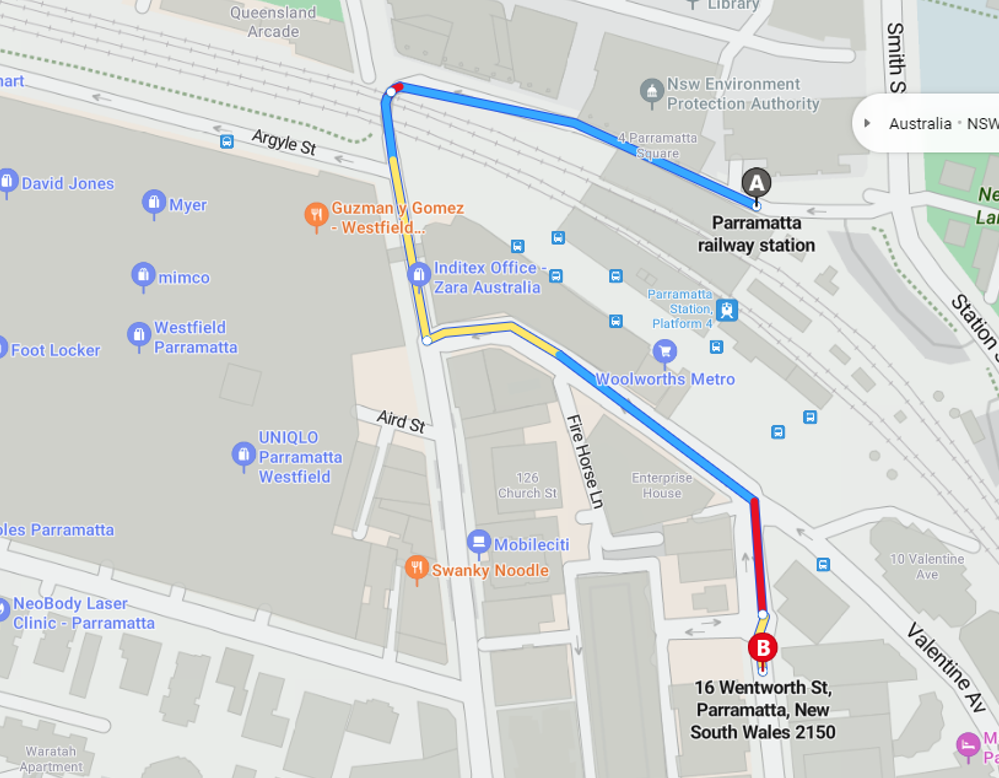 Queensland
Arcade
Library
Smith S
mart
Nsw Environment
Protection Authority
Australia • NSW
4 Parramatta
Square
Argyle St
A
David Jones
Myer
Guzman y Gomez
- Westfield...
Parramatta
railway station
Ne
Lan
mimco
Inditex Office -
Zara Australia
Parramatta
Station,
Platform 4
Station
Westfield
Parramatta
Foot Locker
Woolworths Metro
Aird St
Fire Horse Ln
UNIQLO
Parramatta
Westfield
126
Church St
Enterprise
House
ples Parramatta
Mobileciti
Swanky Noodle
10 Valentine
Ave
NeoBody Laser
Clinic - Parramatta
B
Valentine Av
16 Wentworth St,
Parramatta, New
South Wales 2150
Waratah
Apartment
M
Pa